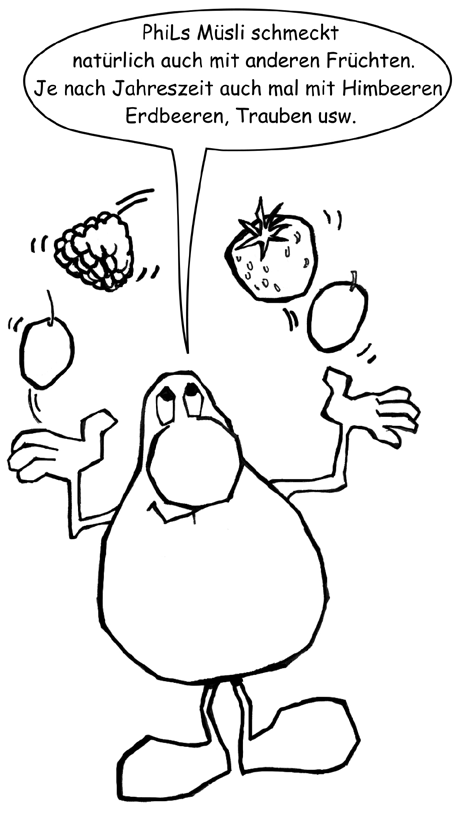 PhiLs Müsli schmeckt
natürlich auch mit anderen Früchten.
Je nach Jahreszeit auch mal mit Himbeeren
Erdbeeren, Trauben usw.